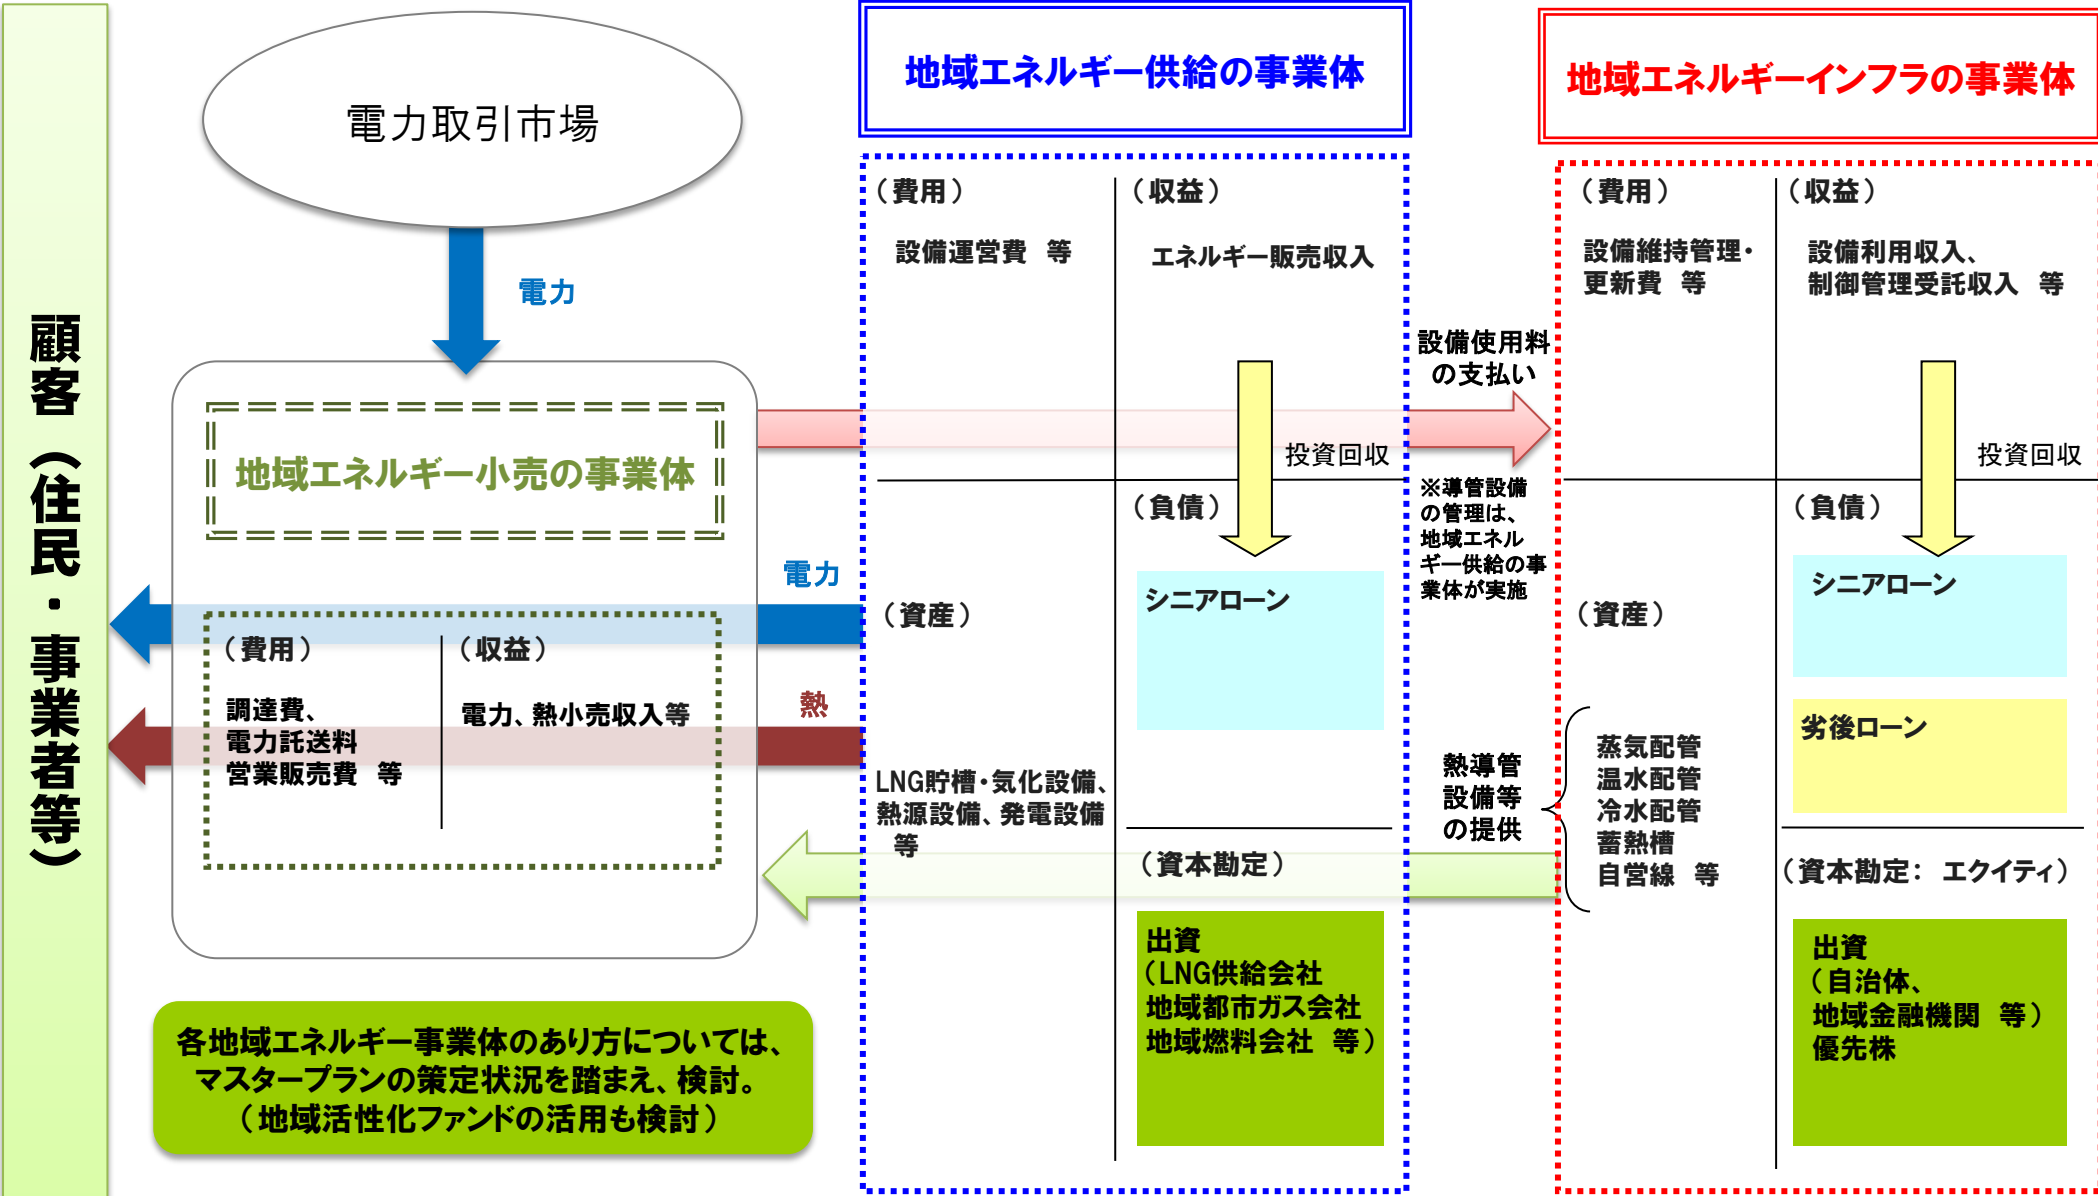 顧客（住民・事業者等）
電力取引市場
電力
地域エネルギー小売の事業体
（費用）
調達費、
電力託送料
営業販売費　等
（収益）
電力、熱小売収入等
電力
熱
各地域エネルギー事業体のあり方については、
マスタープランの策定状況を踏まえ、検討。
（地域活性化ファンドの活用も検討）
地域エネルギー供給の事業体
（費用）
設備運営費　等
（収益）
エネルギー販売収入
投資回収
（資産）
LNG貯槽・気化設備、
熱源設備、発電設備
等
（負債）
シニアローン
（資本勘定）
出資
（LNG供給会社
地域都市ガス会社
地域燃料会社　等）
設備使用料
の支払い
※導管設備
の管理は、
地域エネル
ギー供給の事
業体が実施
熱導管
設備等
の提供
地域エネルギーインフラの事業体
（費用）
設備維持管理・
更新費　等
（収益）
設備利用収入、
制御管理受託収入　等
投資回収
（資産）
蒸気配管
温水配管
冷水配管
蓄熱槽
自営線　等
（負債）
シニアローン
劣後ローン
（資本勘定：　エクイティ）
出資
（自治体、
地域金融機関　等）
優先株